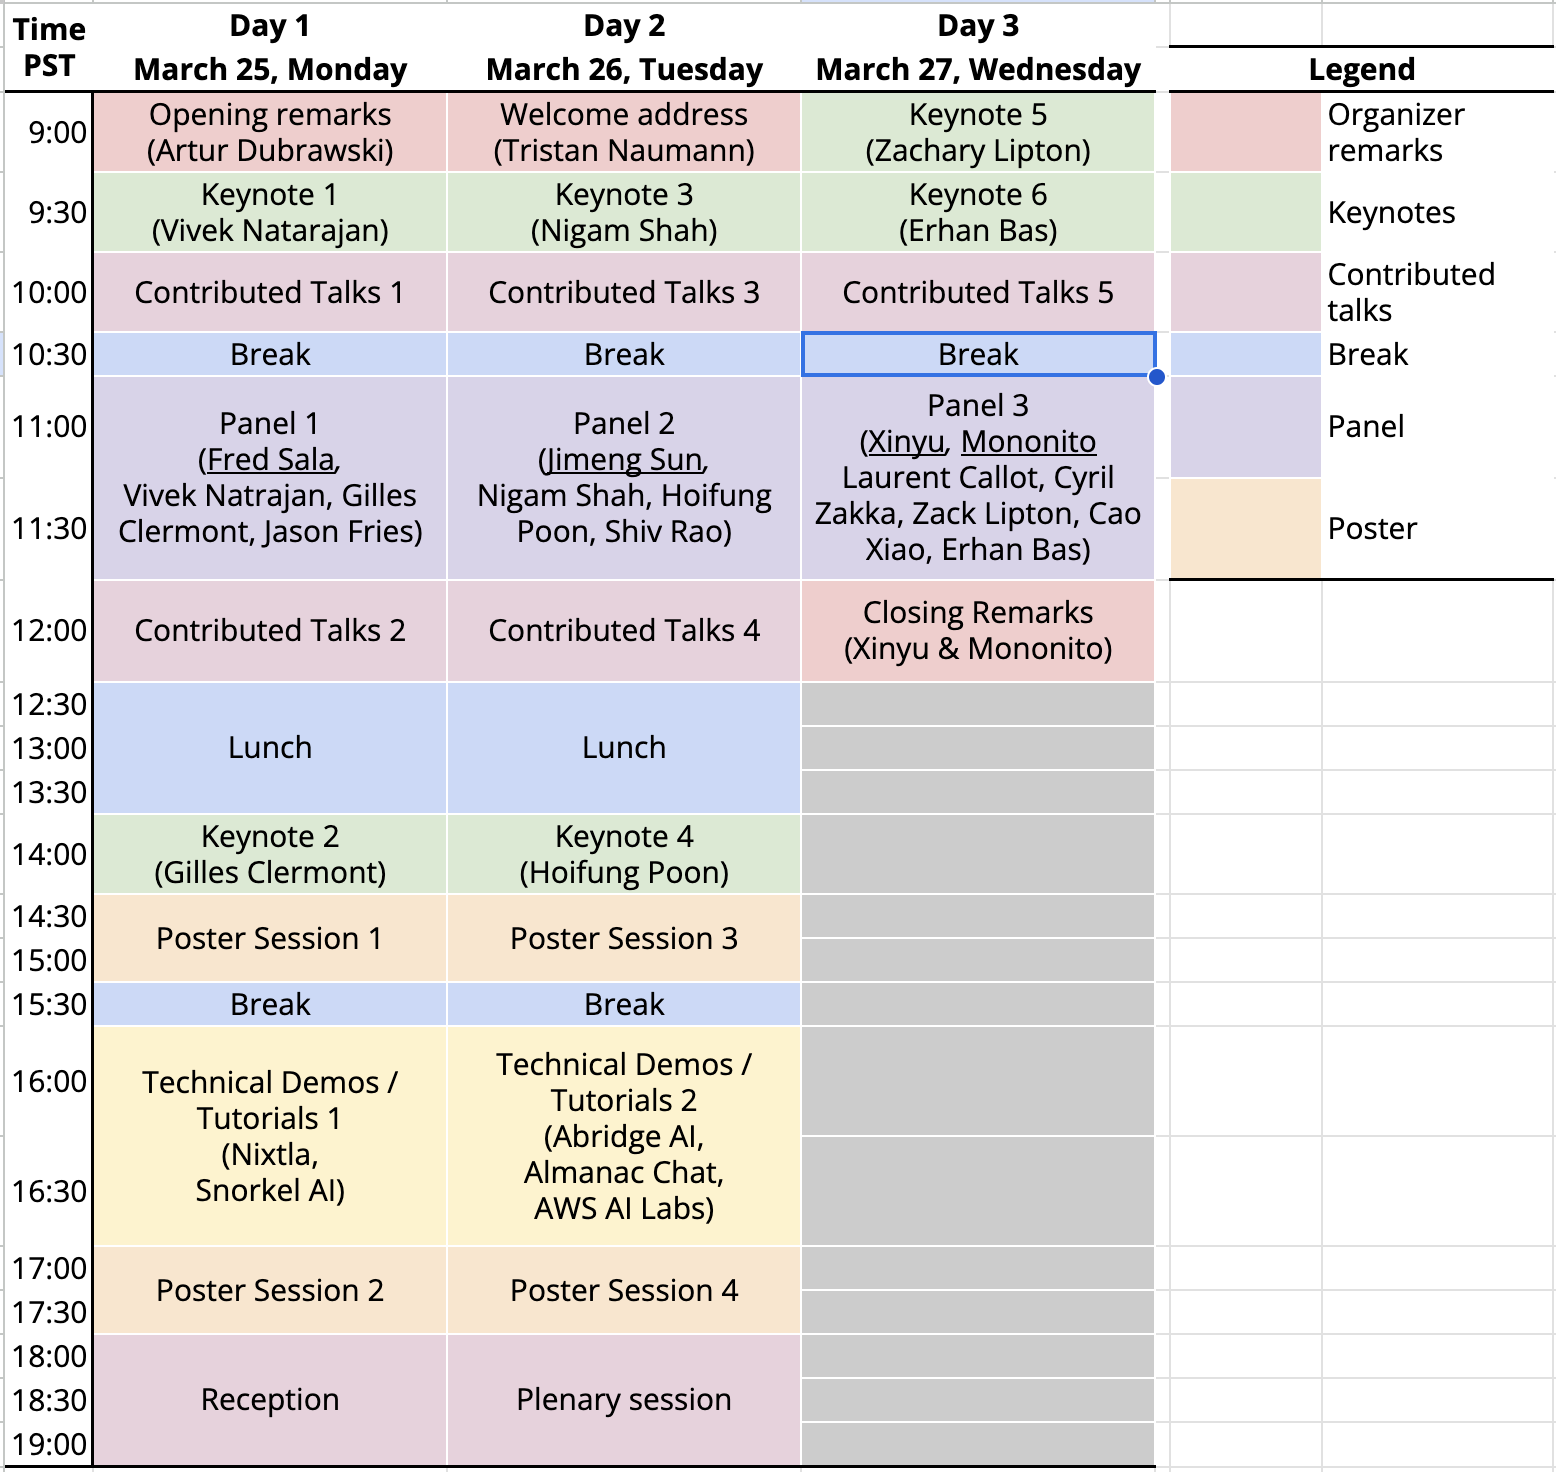 Time
PST
Day 1
March 25, Monday
Day 2
March 26, Tuesday
Day 3
March 27, Wednesday
Legend
9:00
Opening remarks
(Artur Dubrawski)
Welcome address
(Tristan Naumann)
Keynote 5
(Zachary Lipton)
Organizer
remarks
9:30
Keynote 1
(Vivek Natarajan)
Keynote 3
(Nigam Shah)
Keynote 6
(Erhan Bas)
Keynotes
10:00
Contributed Talks 1
Contributed Talks 3
Contributed Talks 5
Contributed
talks
10:30
Break
Break
Break
Break
11:00
11:30
Panel 1
(Fred Sala,
Vivek Natrajan, Gilles
Clermont, Jason Fries)
Panel 2
(Jimeng Sun,
Nigam Shah, Hoifung
Poon, Shiv Rao)
Panel 3
(Xinyu, Mononito
Laurent Callot, Cyril
Zakka, Zack Lipton, Cao
Xiao, Erhan Bas)
Panel
Poster
12:00
Contributed Talks 2
Contributed Talks 4
Closing Remarks
(Xinyu & Mononito)
12:30
13:00
13:30
Lunch
Lunch
14:00
Keynote 2
(Gilles Clermont)
Keynote 4
(Hoifung Poon)
14:30
15:00
Poster Session 1
Poster Session 3
15:30
Break
Break
16:00
16:30
Technical Demos /
Tutorials 1
(Nixtla,
Snorkel AI)
Technical Demos /
Tutorials 2
(Abridge AI,
Almanac Chat,
AWS AI Labs)
17:00
17:30
Poster Session 2
Poster Session 4
18:00
18:30
19:00
Reception
Plenary session